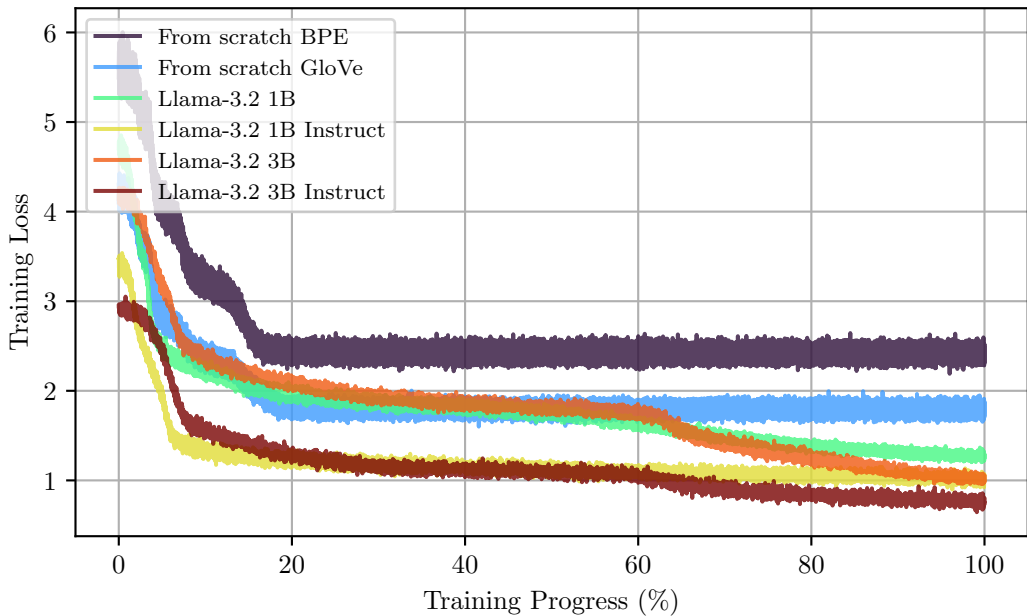 6
5
4
3
2
1
Training Loss
From scratch BPE
From scratch GloVe
Llama-3.2 1B
Llama-3.2 1B Instruct
Llama-3.2 3B
Llama-3.2 3B Instruct
0 20 40 60 80 100
Training Progress (%)